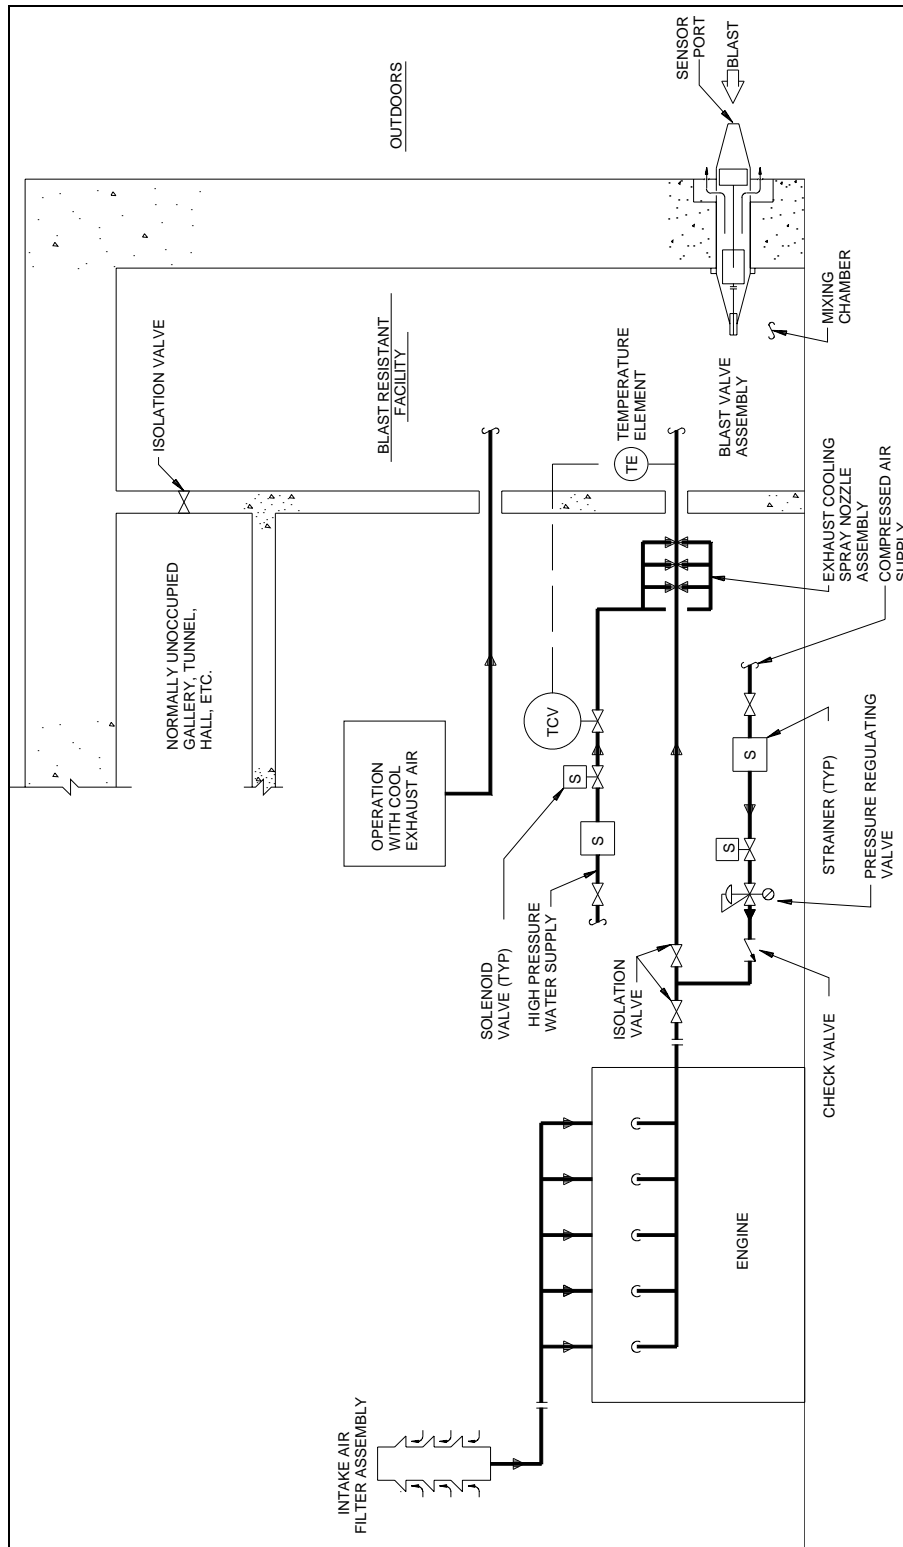 OUTDOORS
SENSOR
PORT
BLAST
ISOLATION VALVE
BLAST RESISTANT
FACILITY
MIXING
CHAMBER
TEMPERATURE
ELEMENT
TE
BLAST VALVE
ASSEMBLY
NORMALLY UNOCCUPIED
GALLERY, TUNNEL,
HALL, ETC.
EXHAUST COOLING
SPRAY NOZZLE
ASSEMBLY
COMPRESSED AIR
SUPPLY
OPERATION
WITH COOL
EXHAUST AIR
TCV
S
S
S
S
STRAINER (TYP)
PRESSURE REGULATING
VALVE
SOLENOID
VALVE (TYP)
HIGH PRESSURE
WATER SUPPLY
ISOLATION
VALVE
CHECK VALVE
ENGINE
INTAKE AIR
FILTER ASSEMBLY